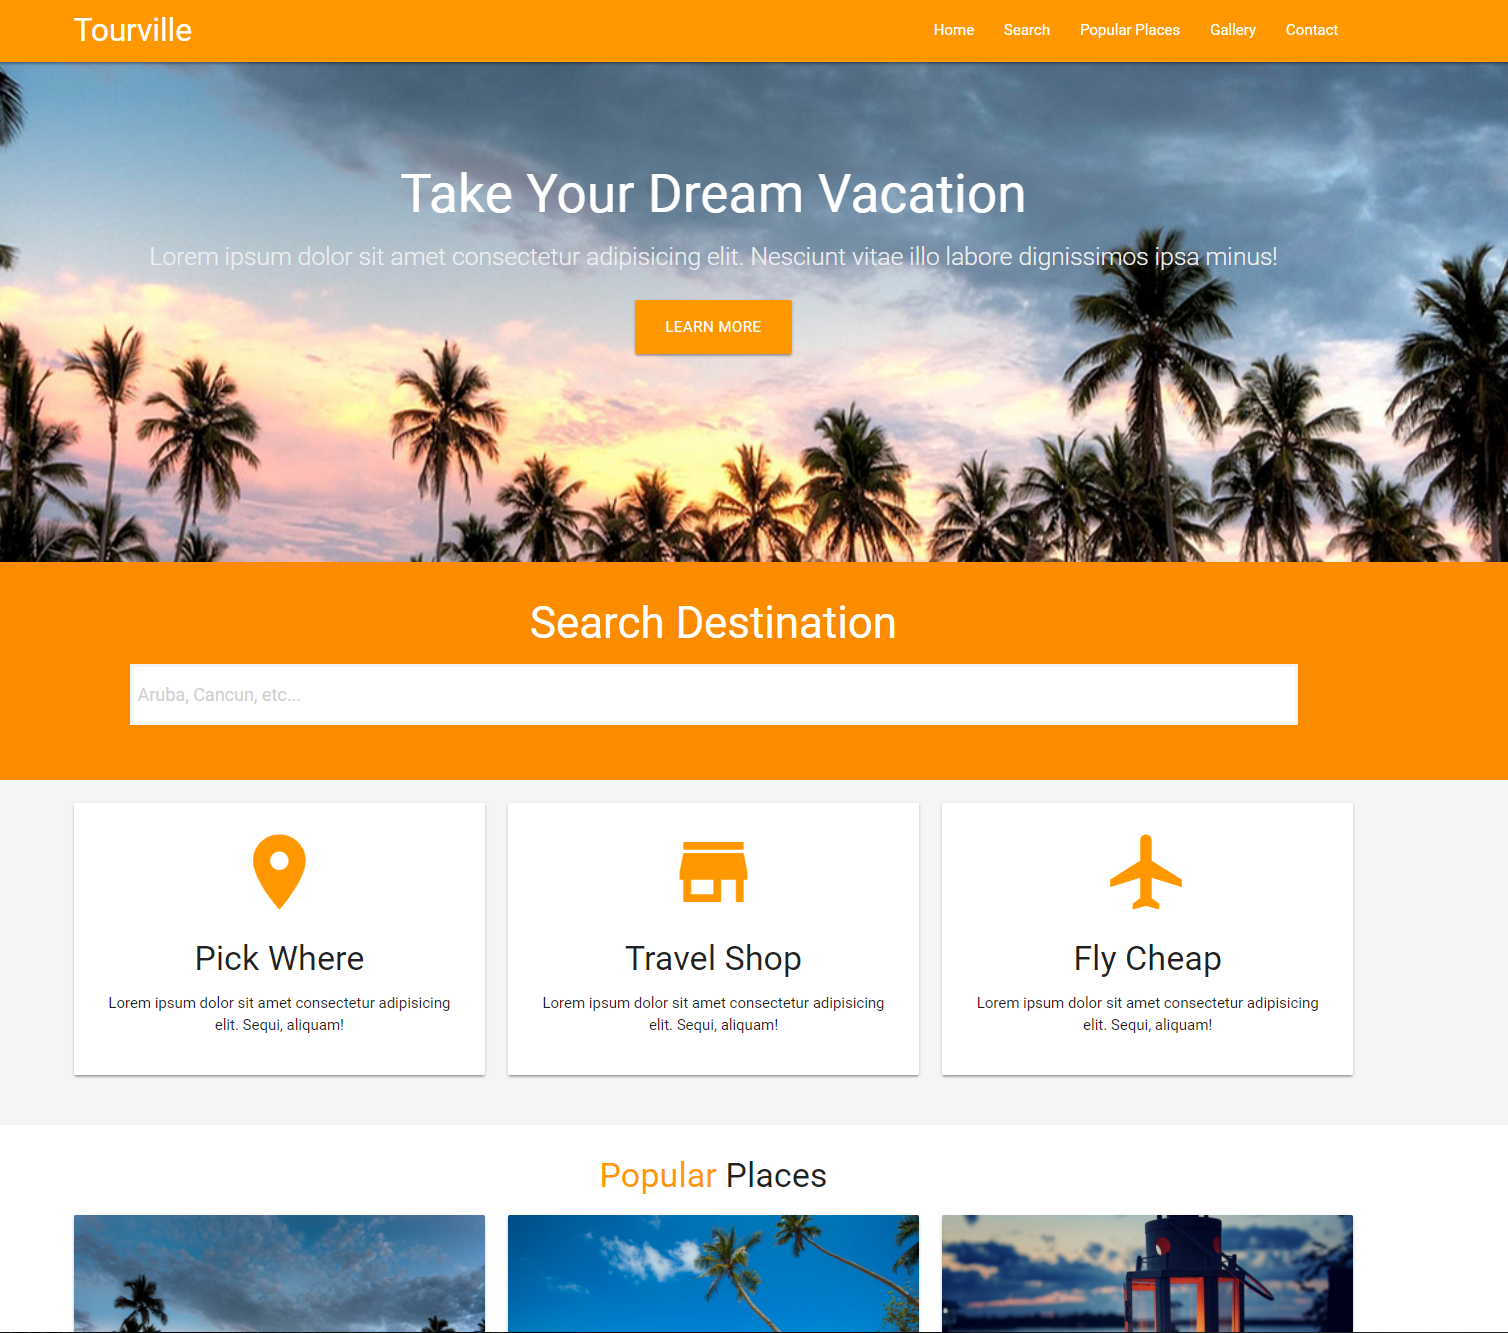 Tourville
Home Search Popular Places Gallery Contact
Take Your Dream Vacation
Lorem ipsum dolor sit amet consectetur adipisicing elit. Nesciunt vitae illo labore dignissimos ipsa minus!
LEARN MORE
Search Destination
Aruba, Cancun, etc...
Pick Where
Lorem ipsum dolor sit amet consectetur adipisicing
elit. Sequi, aliquam!
Travel Shop
Lorem ipsum dolor sit amet consectetur adipisicing
elit. Sequi, aliquam!
Fly Cheap
Lorem ipsum dolor sit amet consectetur adipisicing
elit. Sequi, aliquam!
Popular Places